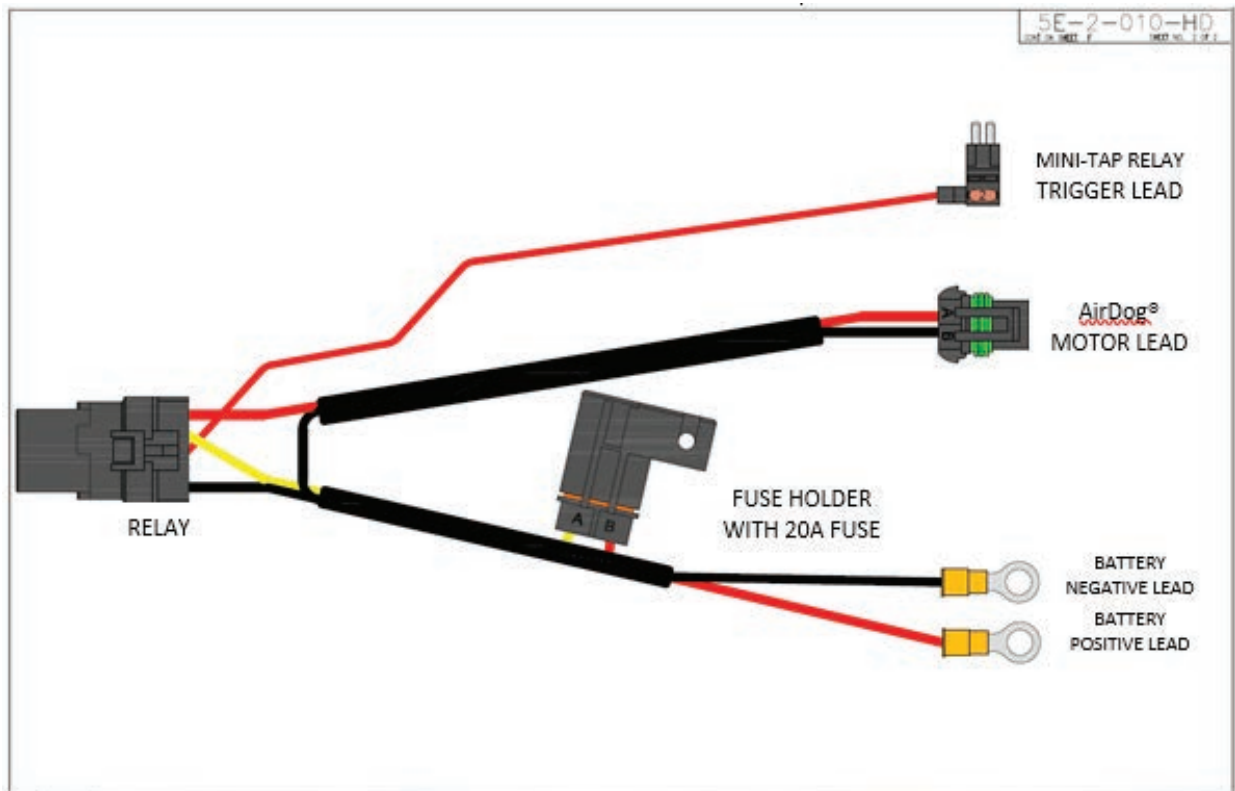 5E-2-010-HD
MINI-TAP RELAY
TRIGGER LEAD
AirDog®
MOTOR LEAD
A
B
RELAY
A B
FUSE HOLDER
WITH 20A FUSE
BATTERY
NEGATIVE LEAD
BATTERY
POSITIVE LEAD